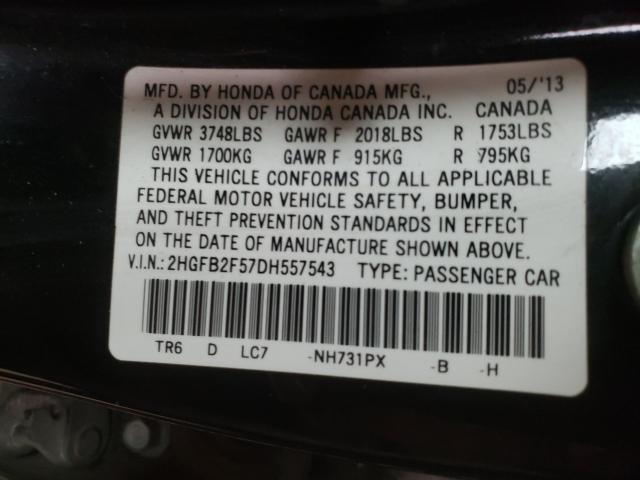 MFD. BY HONDA OF CANADA MFG., 05/'13
A DIVISION OF HONDA CANADA INC. CANADA
GVWR 3748LBS GAWR F 2018LBS R 1753LBS
GVWR 1700KG GAWR F 915KG R 795KG
THIS VEHICLE CONFORMS TO ALL APPLICABLE
FEDERAL MOTOR VEHICLE SAFETY, BUMPER,
AND THEFT PREVENTION STANDARDS IN EFFECT
ON THE DATE OF MANUFACTURE SHOWN ABOVE.
V.I.N.:2HGFB2F57DH557543 TYPE: PASSENGER CAR
TR6 D LC7 -NH731PX -B -H